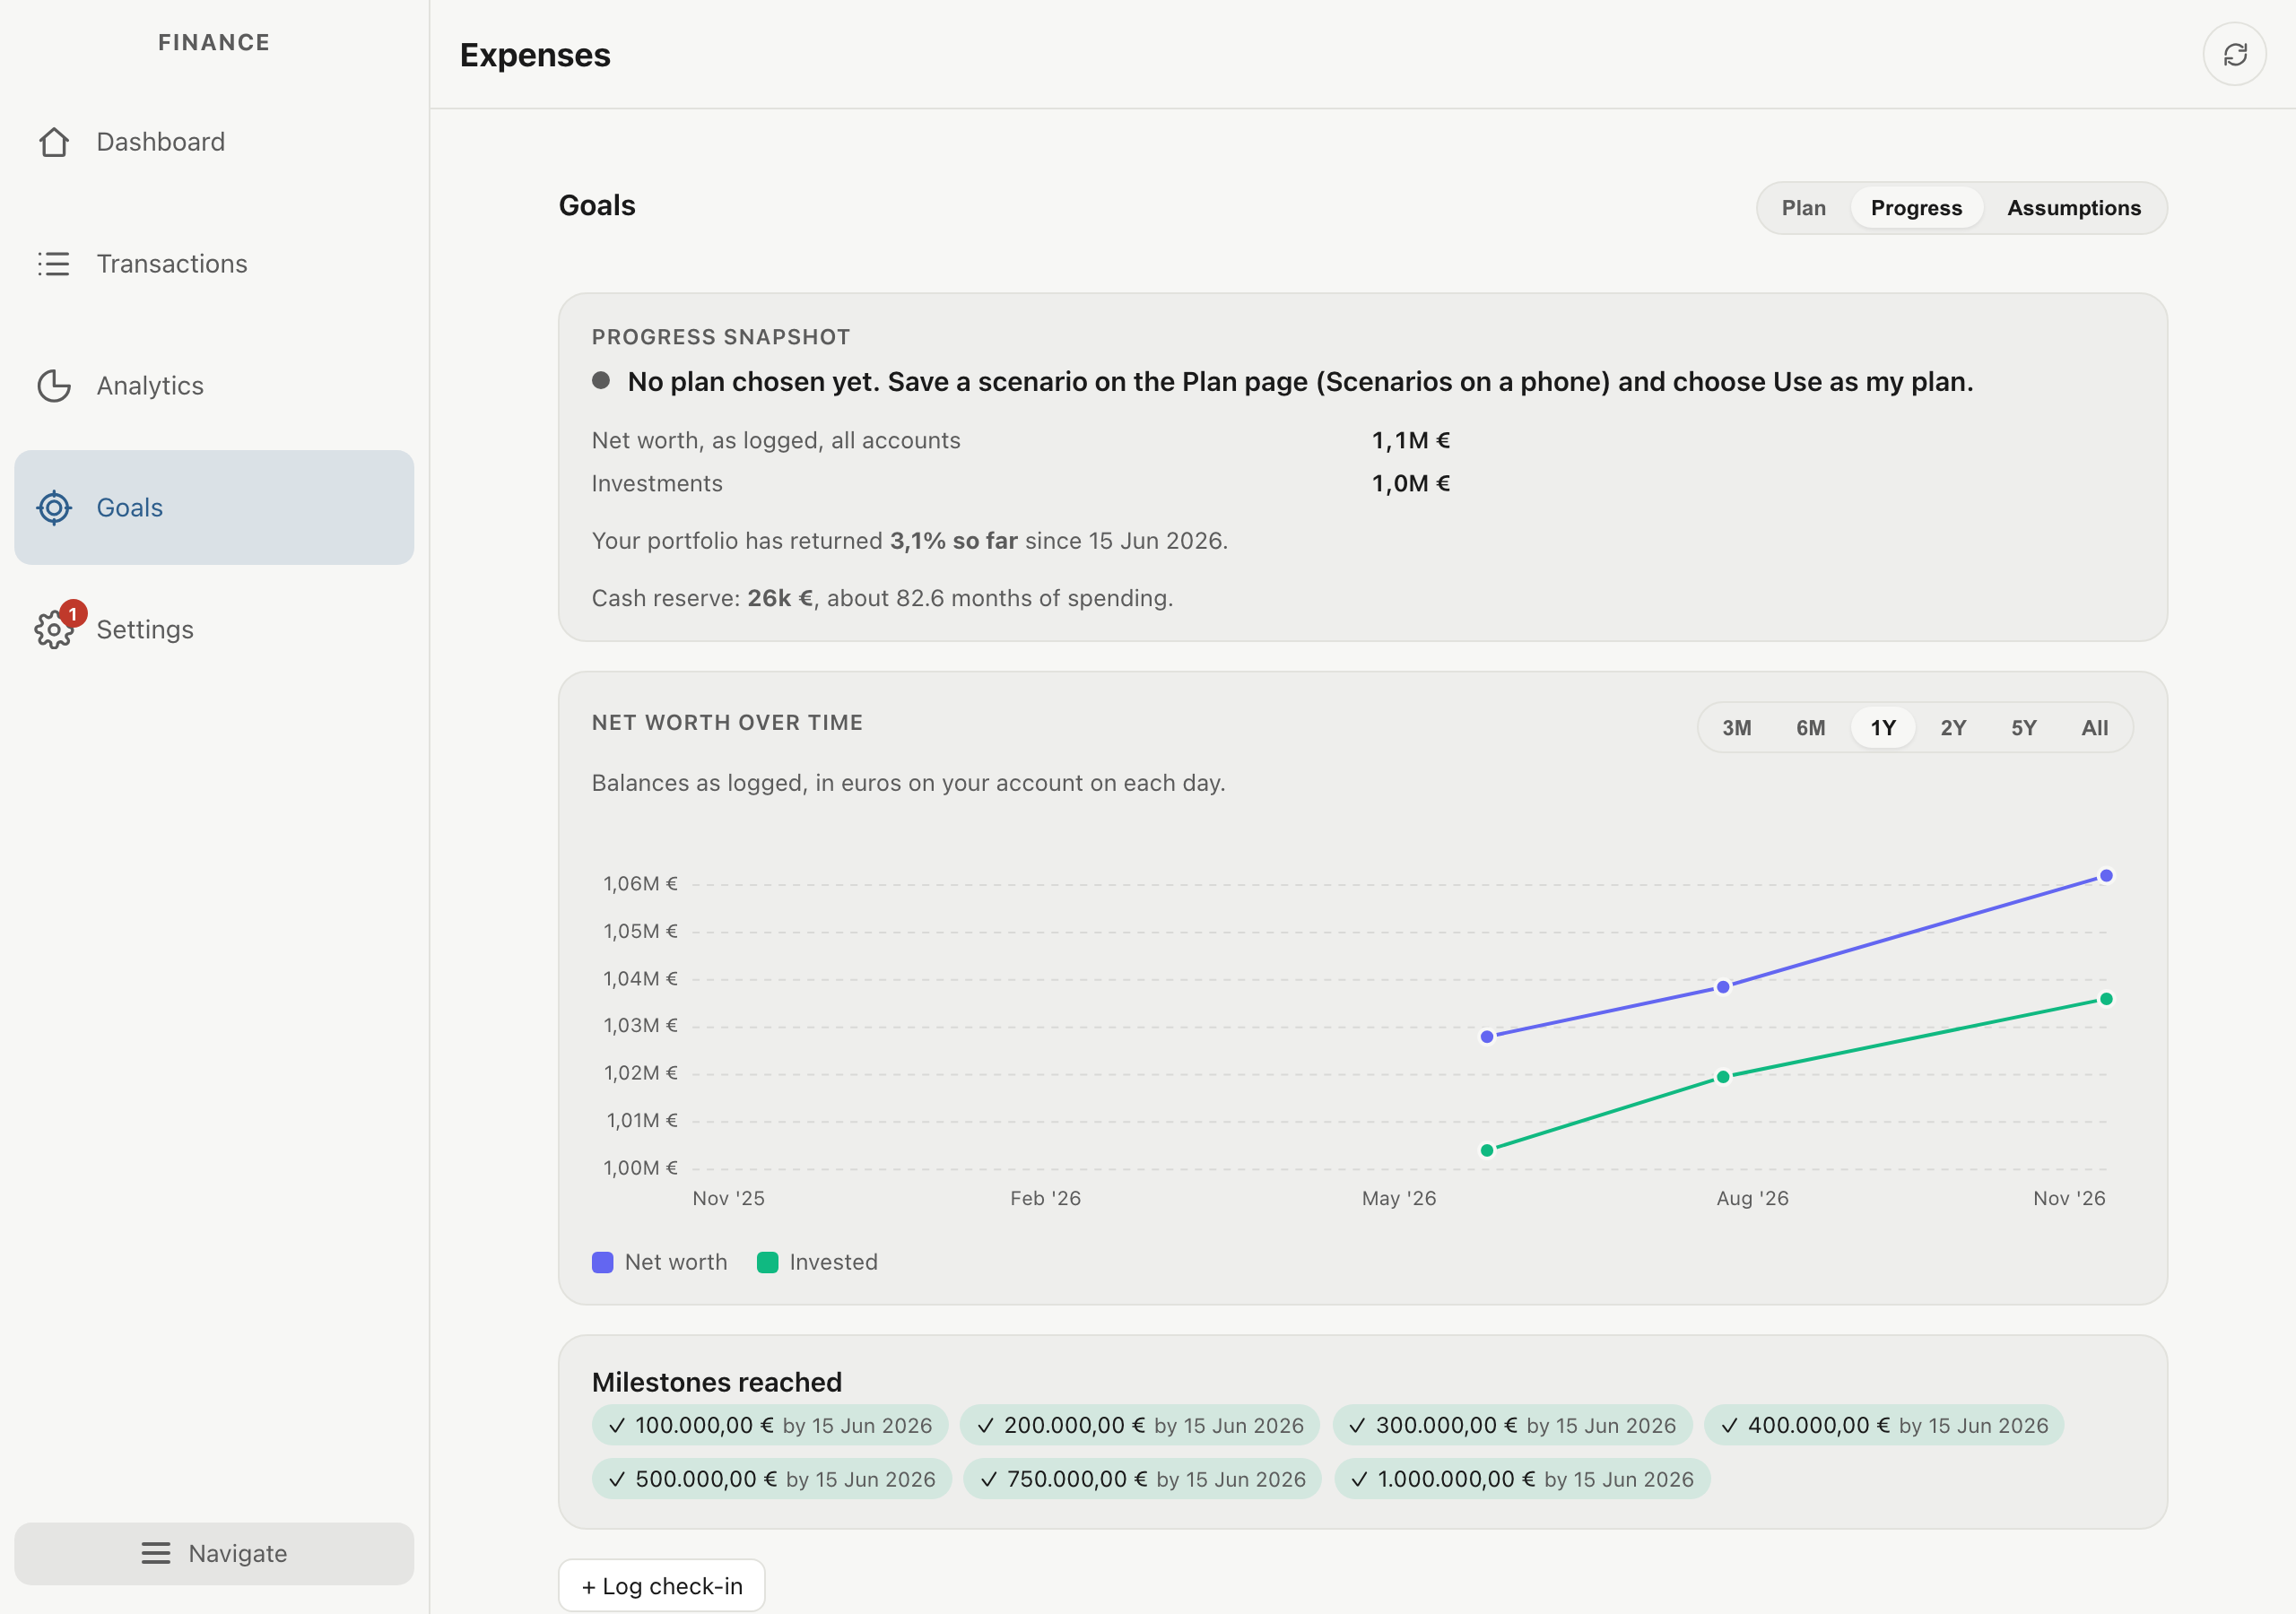 FINANCE
Dashboard
Transactions
Analytics
Goals
1
Settings
Navigate
Expenses
Goals
Plan Progress Assumptions
PROGRESS SNAPSHOT
No plan chosen yet. Save a scenario on the Plan page (Scenarios on a phone) and choose Use as my plan.
Net worth, as logged, all accounts 1,1M €
Investments 1,0M €
Your portfolio has returned 3,1% so far since 15 Jun 2026.
Cash reserve: 26k €, about 82.6 months of spending.
NET WORTH OVER TIME
3M 6M 1Y 2Y 5Y All
Balances as logged, in euros on your account on each day.
1,06M €
1,05M €
1,04M €
1,03M €
1,02M €
1,01M €
1,00M €
Nov '25 Feb '26 May '26 Aug '26 Nov '26
Net worth Invested
Milestones reached
✓ 100.000,00 € by 15 Jun 2026 ✓ 200.000,00 € by 15 Jun 2026 ✓ 300.000,00 € by 15 Jun 2026 ✓ 400.000,00 € by 15 Jun 2026
✓ 500.000,00 € by 15 Jun 2026 ✓ 750.000,00 € by 15 Jun 2026 ✓ 1.000.000,00 € by 15 Jun 2026
+ Log check-in